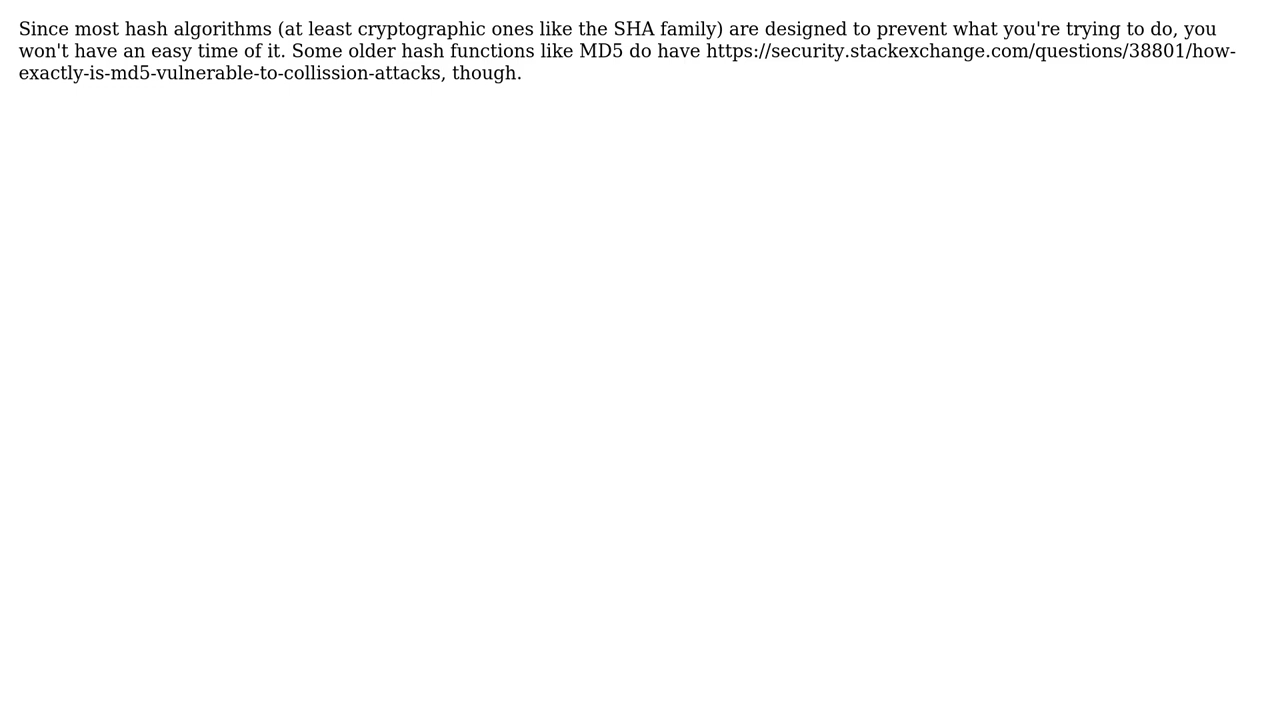 Since most hash algorithms (at least cryptographic ones like the SHA family) are designed to prevent what you're trying to do, you
won't have an easy time of it. Some older hash functions like MD5 do have https://security.stackexchange.com/questions/38801/how-
exactly-is-md5-vulnerable-to-collission-attacks, though.